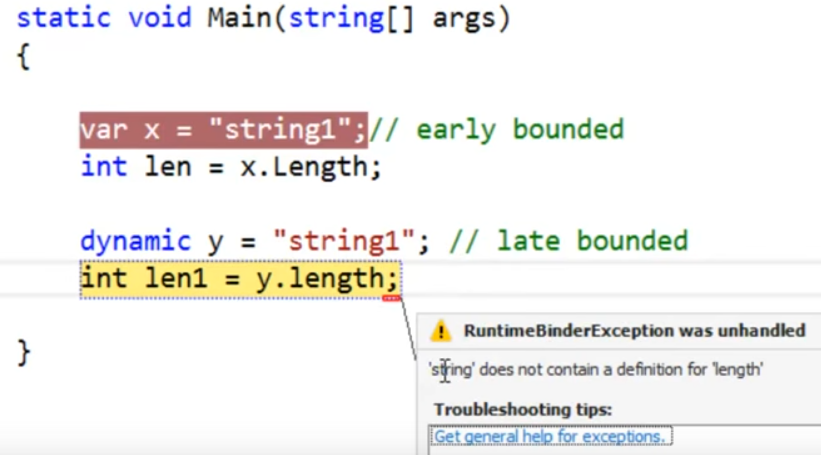 static void Main(string[] args)
{
var x = "string1";// early bounded
int len = x.Length;
dynamic y = "string1"; // late bounded
int len1 = y.length;
}
RuntimeBinderException was unhandled
'string' does not contain a definition for 'length'
Troubleshooting tips:
Get general help for exceptions.